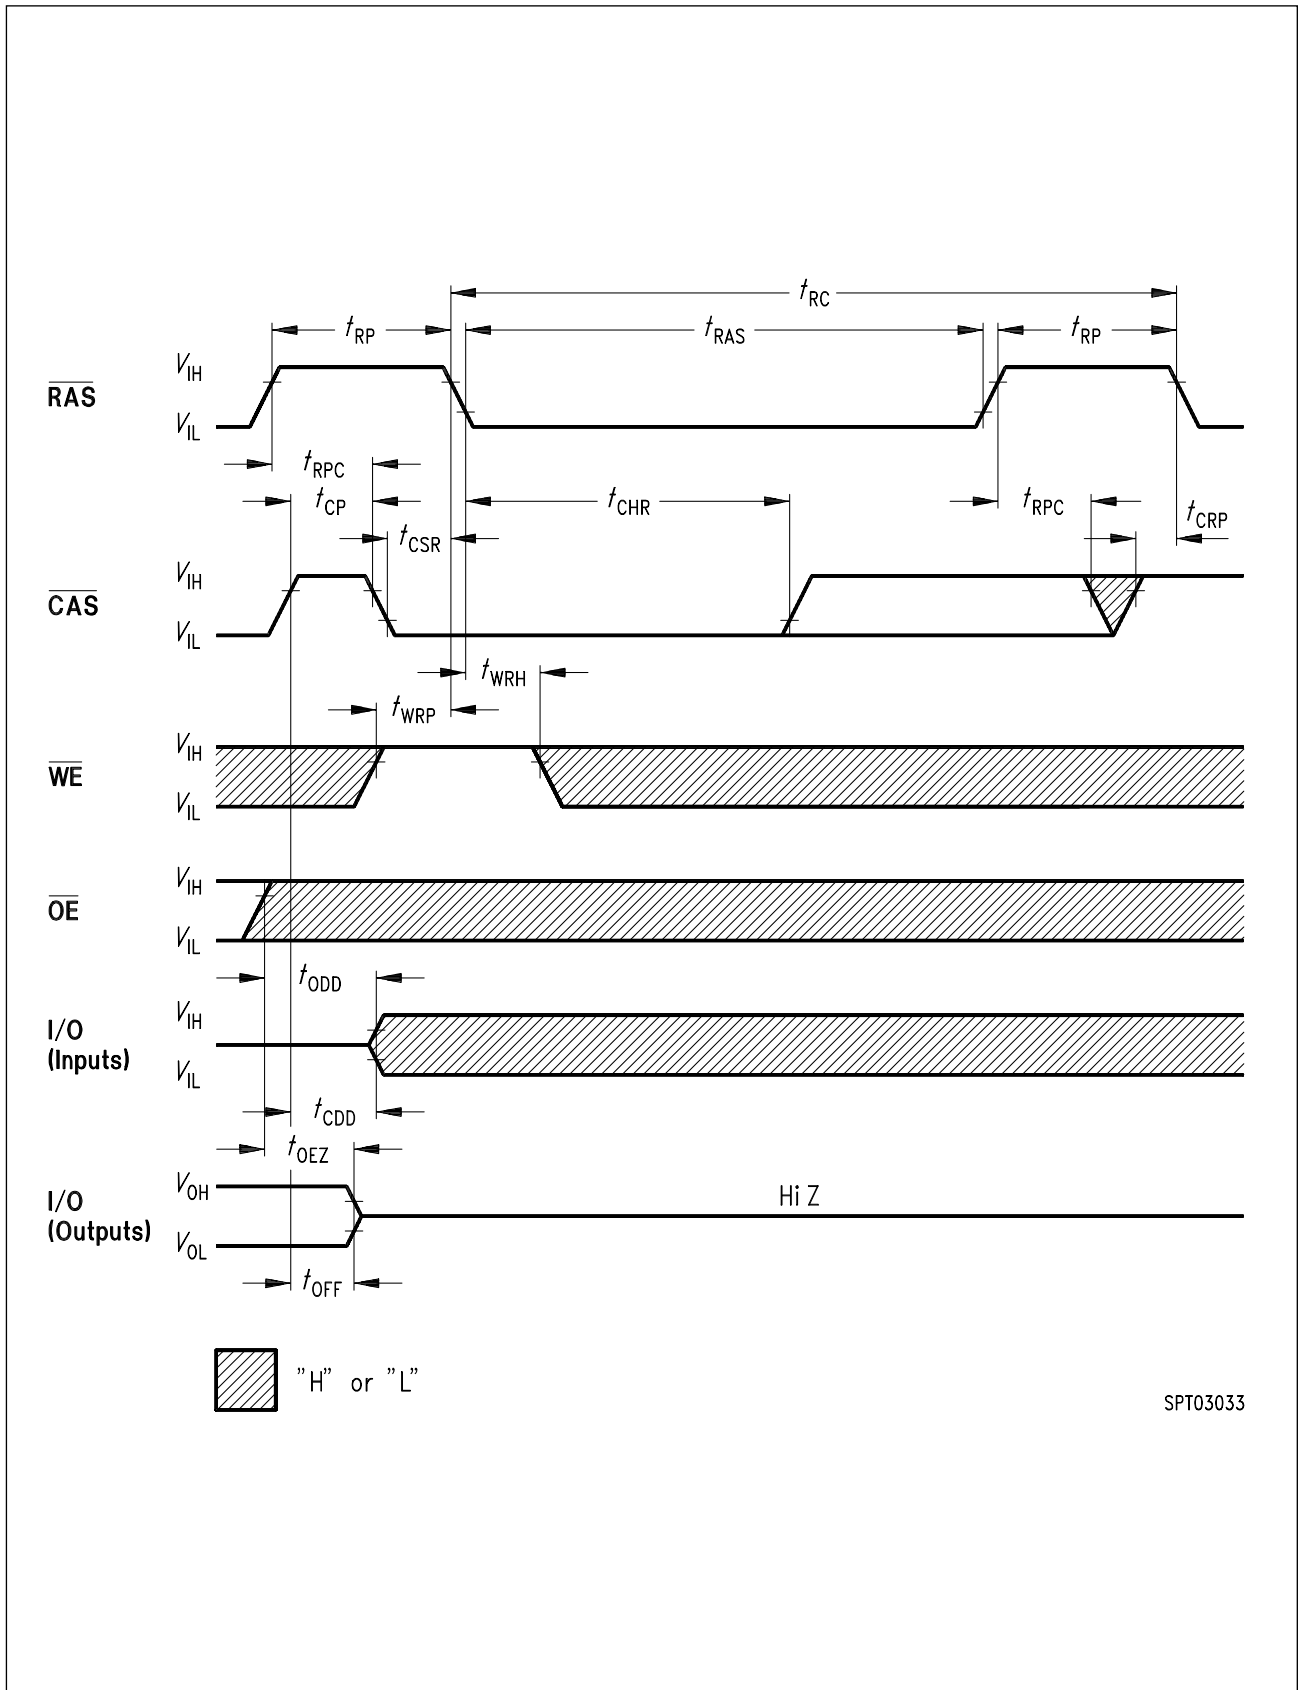 tRC
tRP tRAS tRP
VIH
RAS
VIL
tRPC
tCP tCHR tRPC
tCRP
tCSR
VIH
CAS
VIL
tWRH
tWRP
VIH
WE
VIL
VIH
OE
VIL
tODD
VIH
I/O
(Inputs)
VIL
tCDD
tOEZ
VOH
Hi Z
I/O
(Outputs)
VOL
tOFF
"H" or "L"
SPT03033